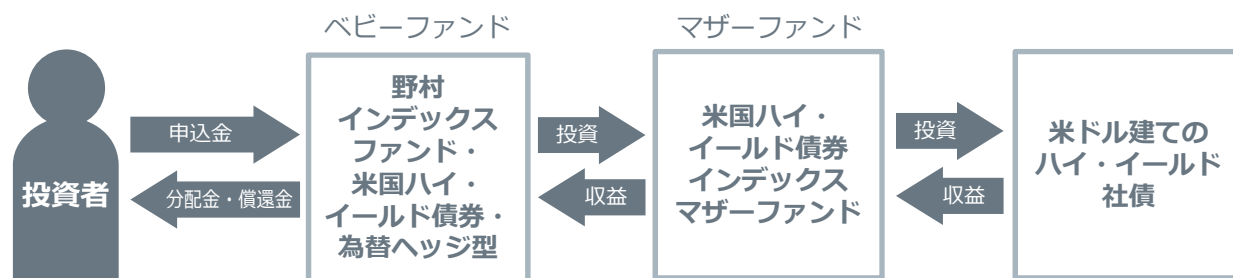 ベビーファンド
マザーファンド
投資者
申込金
分配金・償還金
野村
インデックス
ファンド・
米国ハイ・
イールド債券・
為替ヘッジ型
投資
収益
米国ハイ・
イールド債券
インデックス
マザーファンド
投資
収益
米ドル建ての
ハイ・イールド
社債